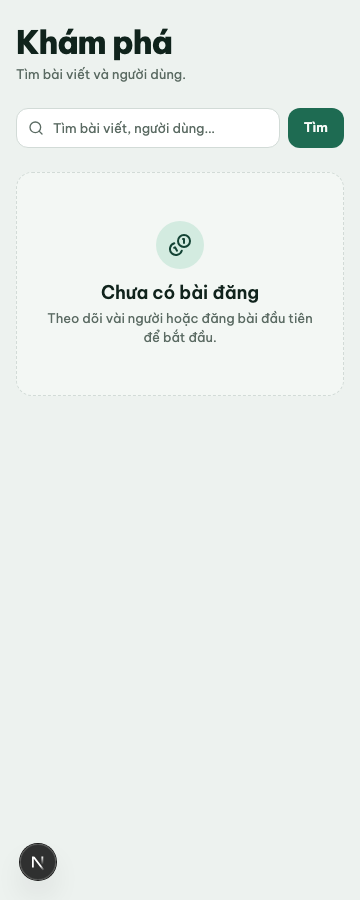 Khám phá
Tìm bài viết và người dùng.
Tìm bài viết, người dùng...
Tìm
Chưa có bài đăng
Theo dõi vài người hoặc đăng bài đầu tiên
để bắt đầu.
N